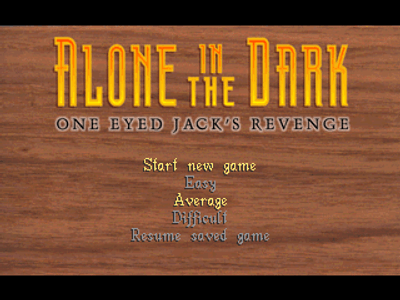 ALONE IN THE DARK
ONE EYED JACK'S REVENGE
Start new game
Easy
Average
Difficult
Resume saved game